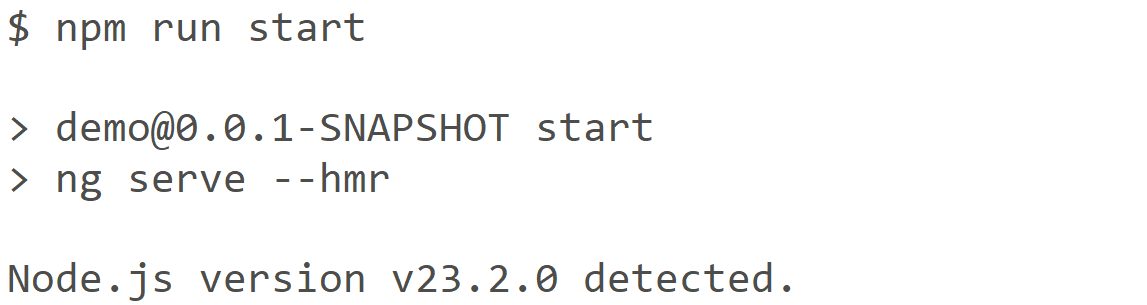 $ npm run start
> demo@0.0.1-SNAPSHOT start
> ng serve --hmr
Node.js version v23.2.0 detected.